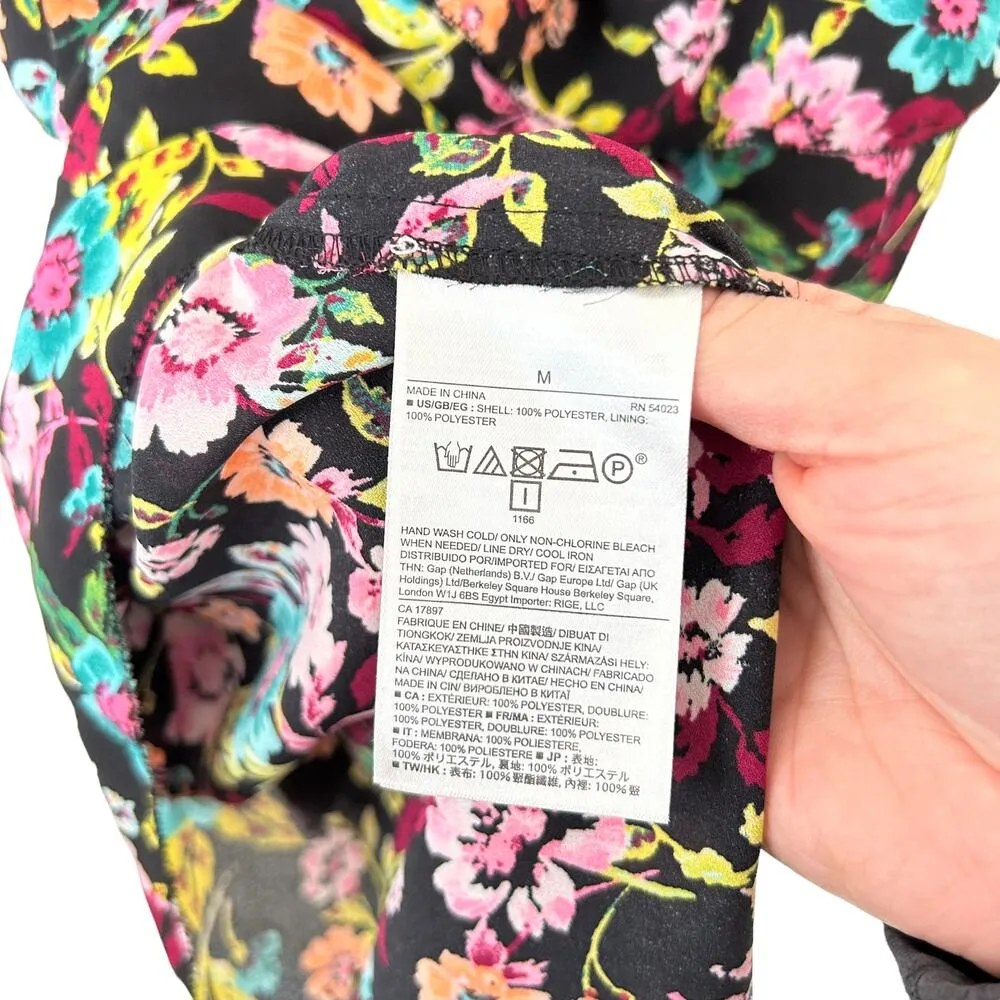 M
MADE IN CHINA
RN 54023
■ US/GB/EG : SHELL: 100% POLYESTER, LINING:
100% POLYESTER
P®
1166
HAND WASH COLD/ ONLY NON-CHLORINE BLEACH
WHEN NEEDED/ LINE DRY/ COOL IRON
DISTRIBUIDO POR/IMPORTED FOR/ ΕΙΣΑΓΕΤΑΙ ΑΠΟ
ΤΗΝ: Gap (Netherlands) B.V./ Gap Europe Ltd/ Gap (UK
Holdings) Ltd/Berkeley Square House Berkeley Square,
London W1J 6BS Egypt Importer: RIGE, LLC
CA 17897
FABRIQUE EN CHINE/ 中國製造/ DIBUAT DI
TIONGKOK/ ZEMLJA PROIZVODNJE KINA/
ΚΑΤΑΣΚΕΥΑΣΤΗΚΕ ΣΤΗΝ ΚΙΝΑ/ SZÁRMAZÁSI HELY:
KÍNA/ WYPRODUKOWANO W CHINACH/ FABRICADO
NA CHINA/ СДЕЛАНО В КИТАЕ/ HECHO EN CHINA/
MADE IN CIN/ ВИРОБЛЕНО В КИТАЇ
■ CA : EXTÉRIEUR: 100% POLYESTER, DOUBLURE:
100% POLYESTER ■ FR/MA : EXTÉRIEUR:
100% POLYESTER, DOUBLURE: 100% POLYESTER
■ IT : MEMBRANA: 100% POLIESTERE,
FODERA: 100% POLIESTERE ■ JP : 表地:
100% ポリエステル, 裏地: 100% ポリエステル
■ TW/HK : 表布: 100% 聚酯纖維, 內裡: 100% 聚